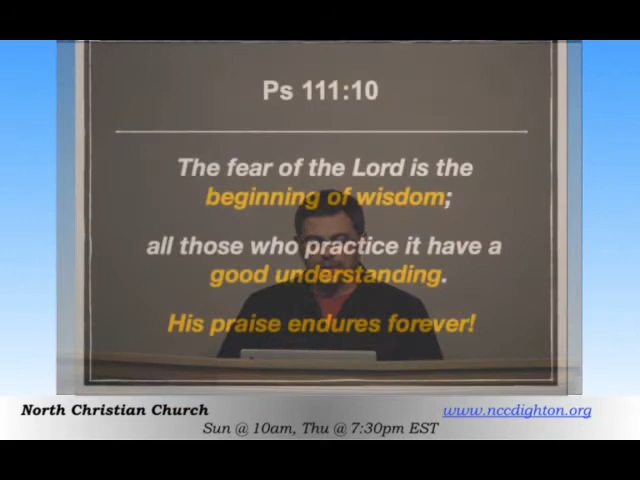 Ps 111:10
The fear of the Lord is the
beginning of wisdom;
all those who practice it have a
good understanding.
His praise endures forever!
North Christian Church
www.nccdighton.org
Sun @ 10am, Thu @ 7:30pm EST